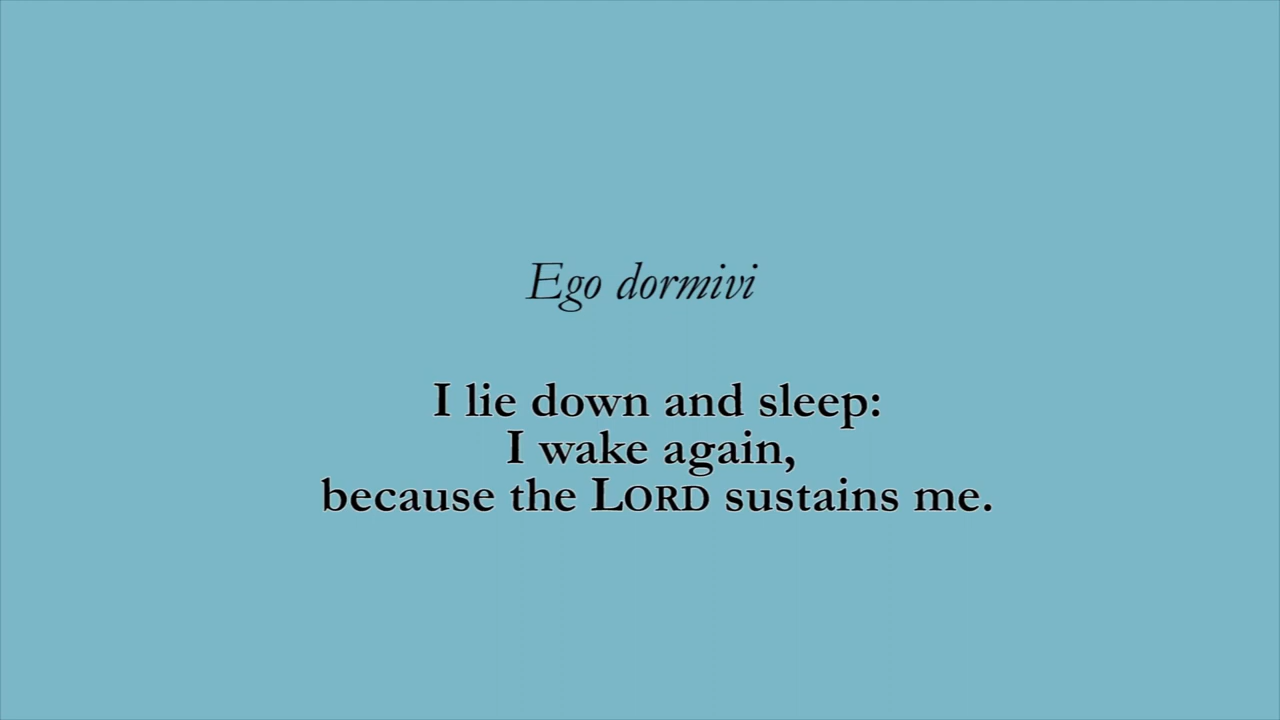 Ego dormivi
I lie down and sleep:
I wake again,
because the LORD sustains me.